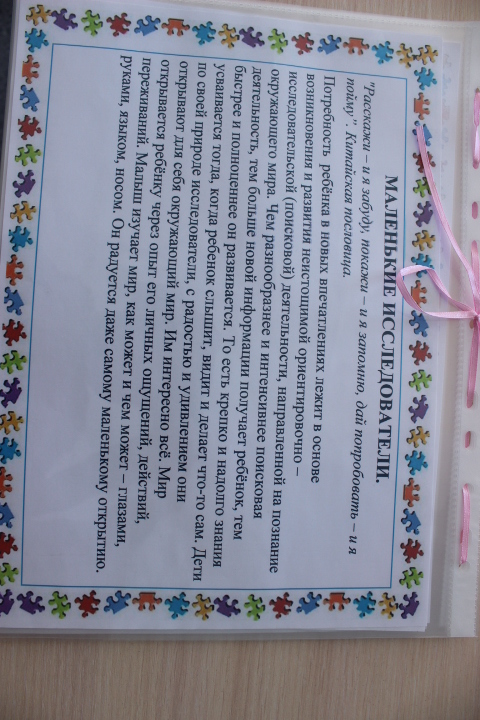 МАЛЕНЬКИЕ ИССЛЕДОВАТЕЛИ.
"Расскажи – и я забуду, покажи – и я запомню, дай попробовать – и я
пойму". Китайская пословица.
Потребность ребёнка в новых впечатлениях лежит в основе
возникновения и развития неистощимой ориентировочно –
исследовательской (поисковой) деятельности, направленной на познание
окружающего мира. Чем разнообразнее и интенсивнее поисковая
деятельность, тем больше новой информации получает ребёнок, тем
быстрее и полноценнее он развивается. То есть крепко и надолго знания
усваивается тогда, когда ребенок слышит, видит и делает что-то сам. Дети
по своей природе исследователи, с радостью и удивлением они
открывают для себя окружающий мир. Им интересно всё. Мир
открывается ребёнку через опыт его личных ощущений, действий,
переживаний. Малыш изучает мир, как может и чем может – глазами,
руками, языком, носом. Он радуется даже самому маленькому открытию.